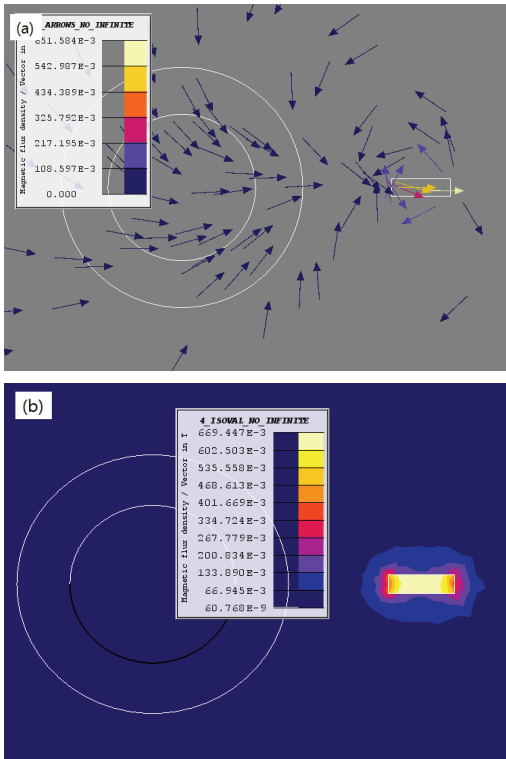 (a)
_ARROWS_NO_INFINITE
Magnetic flux density / Vector in
651.584E-3
542.987E-3
434.389E-3
325.792E-3
217.195E-3
108.597E-3
0.000
(b)
4_ISOVAL_NO_INFINITE
Magnetic flux density / Vector in T
669.447E-3
602.503E-3
535.558E-3
468.613E-3
401.669E-3
334.724E-3
267.779E-3
200.834E-3
133.890E-3
66.945E-3
60.768E-9